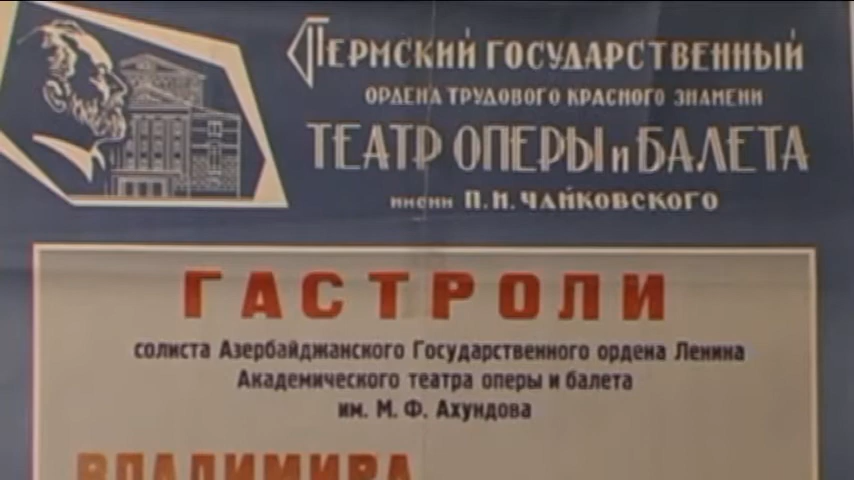 Пермский государственный
ордена Трудового Красного Знамени
театр оперы и балета
имени П.И. Чайковского
ГАСТРОЛИ
солиста Азербайджанского Государственного ордена Ленина
Академического театра оперы и балета
им. М. Ф. Ахундова
ВЛАДИМИРА